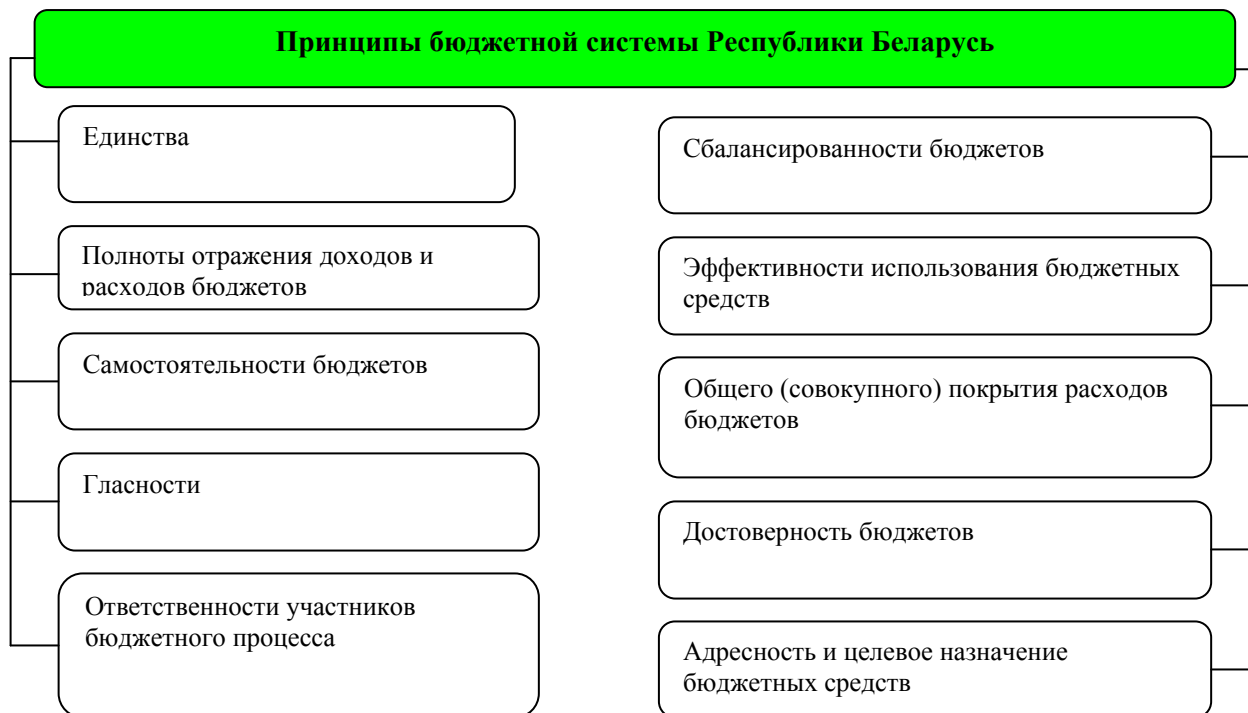 Принципы бюджетной системы Республики Беларусь
Единства
Полноты отражения доходов и
расходов бюджетов
Самостоятельности бюджетов
Гласности
Ответственности участников
бюджетного процесса
Сбалансированности бюджетов
Эффективности использования бюджетных
средств
Общего (совокупного) покрытия расходов
бюджетов
Достоверность бюджетов
Адресность и целевое назначение
бюджетных средств